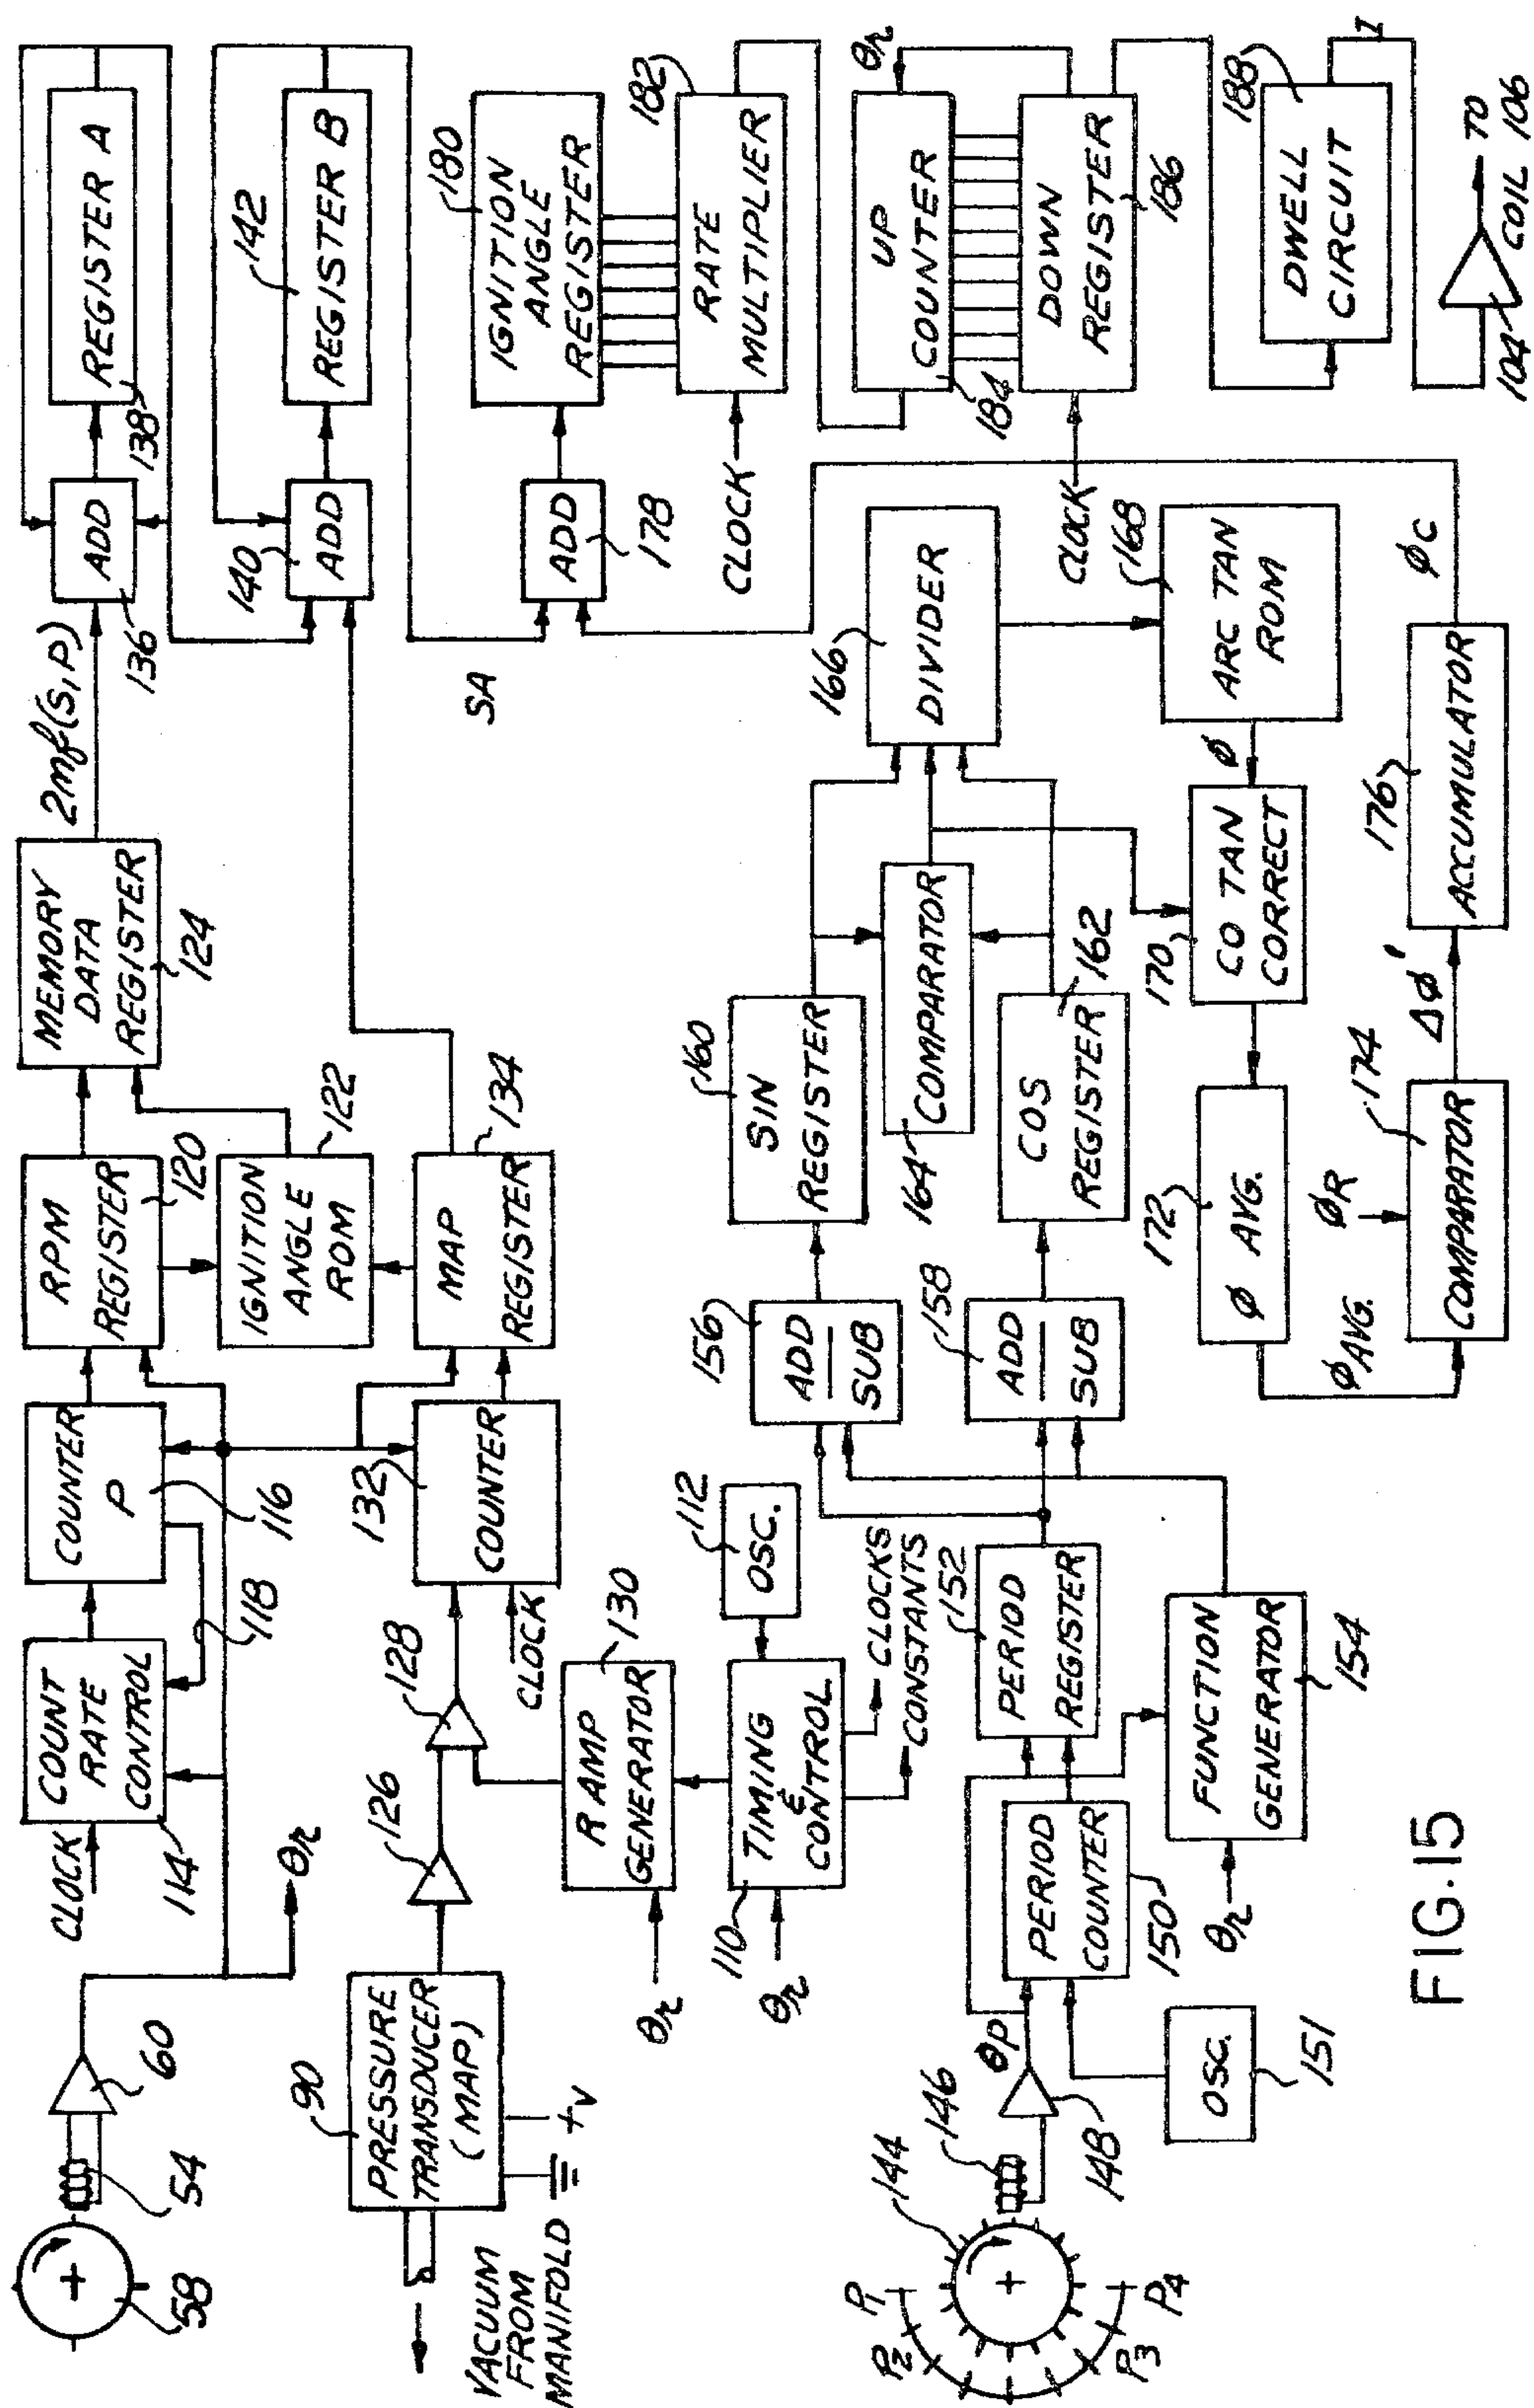 58
54
60
θr
CLOCK
114
COUNT
RATE
CONTROL
118
COUNTER
P
116
RPM
REGISTER
120
IGNITION
ANGLE
ROM
122
MEMORY
DATA
REGISTER
124
2mf(S,P)
ADD
136
REGISTER A
138
VACUUM
FROM
MANIFOLD
90
PRESSURE
TRANSDUCER
(MAP)
+V
126
128
CLOCK
132
COUNTER
MAP
REGISTER
134
140
ADD
142
REGISTER B
SA
θr
RAMP
GENERATOR
130
θr
110
TIMING
&
CONTROL
112
OSC.
CLOCKS
CONSTANTS
ADD
178
180
IGNITION
ANGLE
REGISTER
CLOCK
RATE
MULTIPLIER
182
θr
UP
COUNTER
184
CLOCK
DOWN
REGISTER
186
DWELL
CIRCUIT
188
I
104
TO
COIL 106
P1
P2
P3
P4
144
146
148
θP
OSC.
151
PERIOD
COUNTER
150
PERIOD
REGISTER
152
θr
FUNCTION
GENERATOR
154
156
ADD
SUB
158
ADD
SUB
160
SIN
REGISTER
164
COMPARATOR
COS
REGISTER
162
166
DIVIDER
168
ARC TAN
ROM
Ø
170
CO TAN
CORRECT
172
Ø AVG.
ØAVG.
ØR
COMPARATOR
174
ΔØ'
176
ACCUMULATOR
ØC
FIG.15